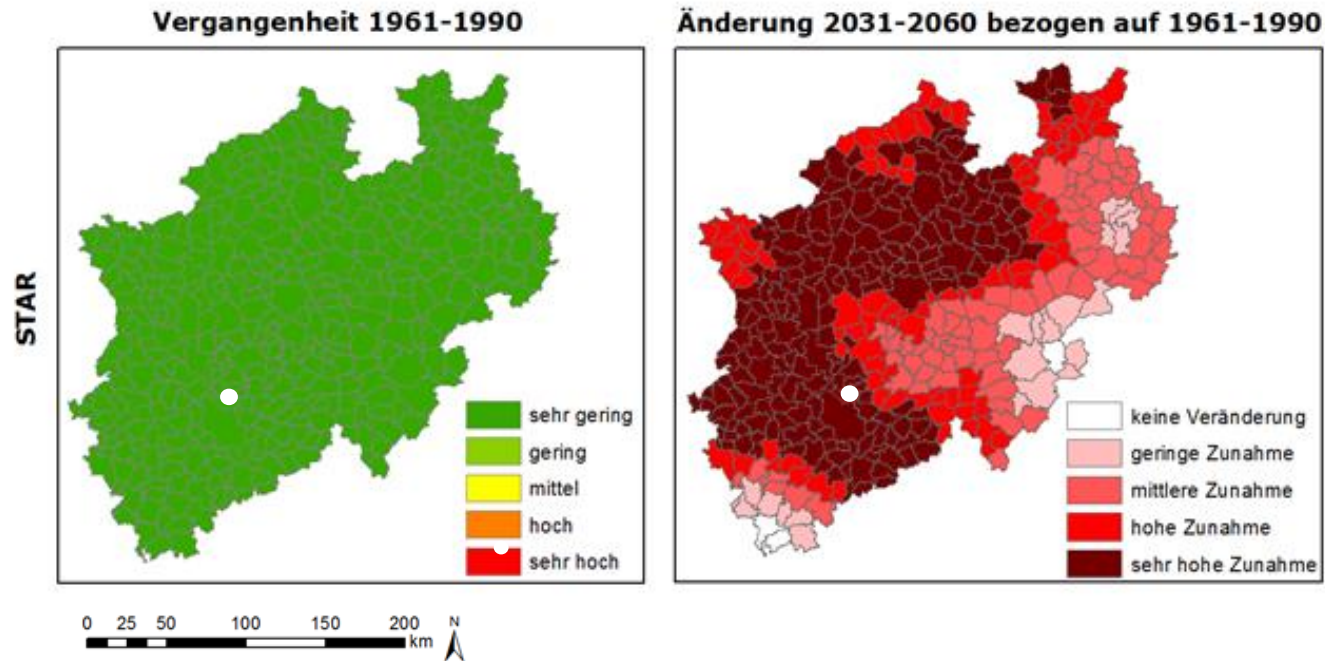 Vergangenheit 1961-1990
Änderung 2031-2060 bezogen auf 1961-1990
STAR
sehr gering
gering
mittel
hoch
sehr hoch
keine Veränderung
geringe Zunahme
mittlere Zunahme
hohe Zunahme
sehr hohe Zunahme
0 25 50 100 150 200
km
N